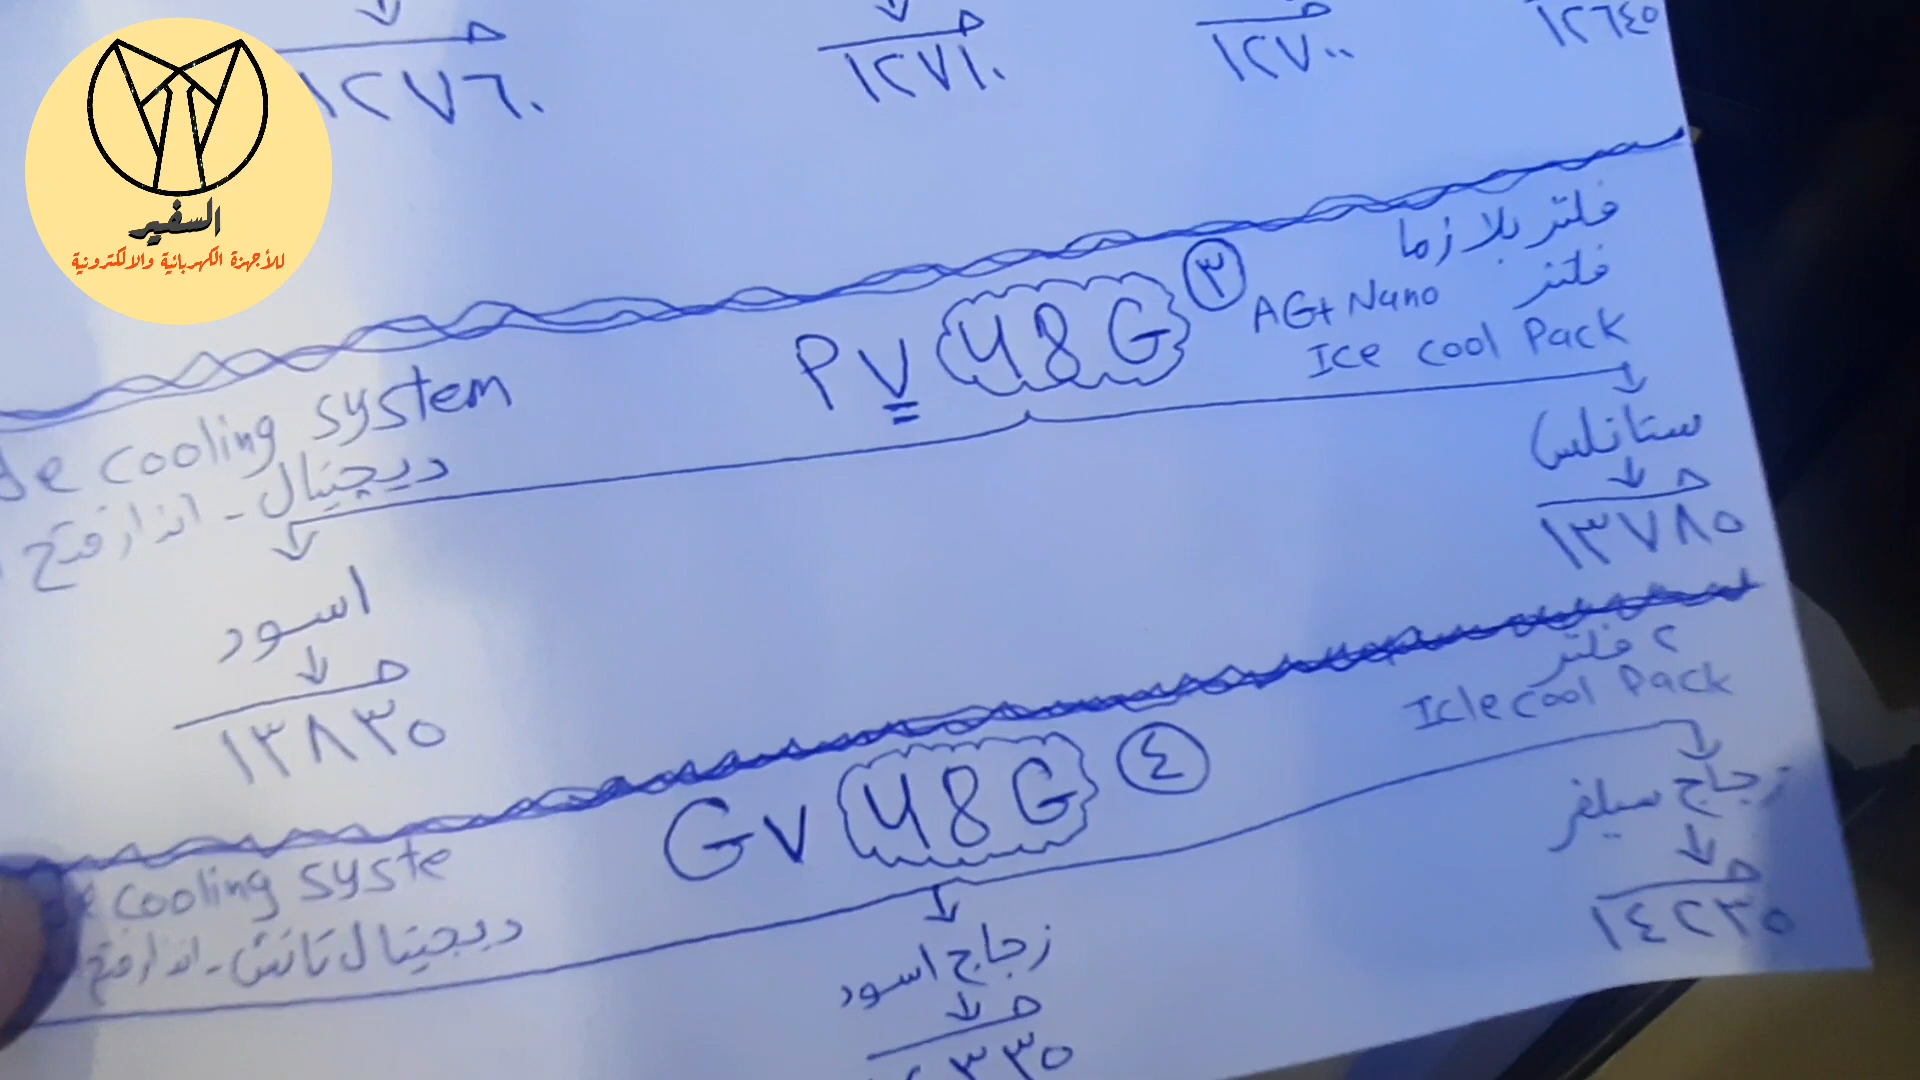 السفير
للأجهزة الكهربائية والالكترونية
١٢٦٤٥
١٢٧٠٠
١٢٧١٠
١٢٧٦٠
فلتر بلازما
فلتر AG+ Nano
Ice cool Pack
٣
PV 48G
cooling system
ديجيتال - انذار فتح
ستانلس
ح
١٣٧٨٥
اسود
ح
١٣٨٣٥
٢ فلتر
Icle cool Pack
٤
GV 48G
cooling syste
ديجيتال تاتش - انذار فتح
زجاج سيلفر
ح
١٤٢٣٥
زجاج اسود
ح